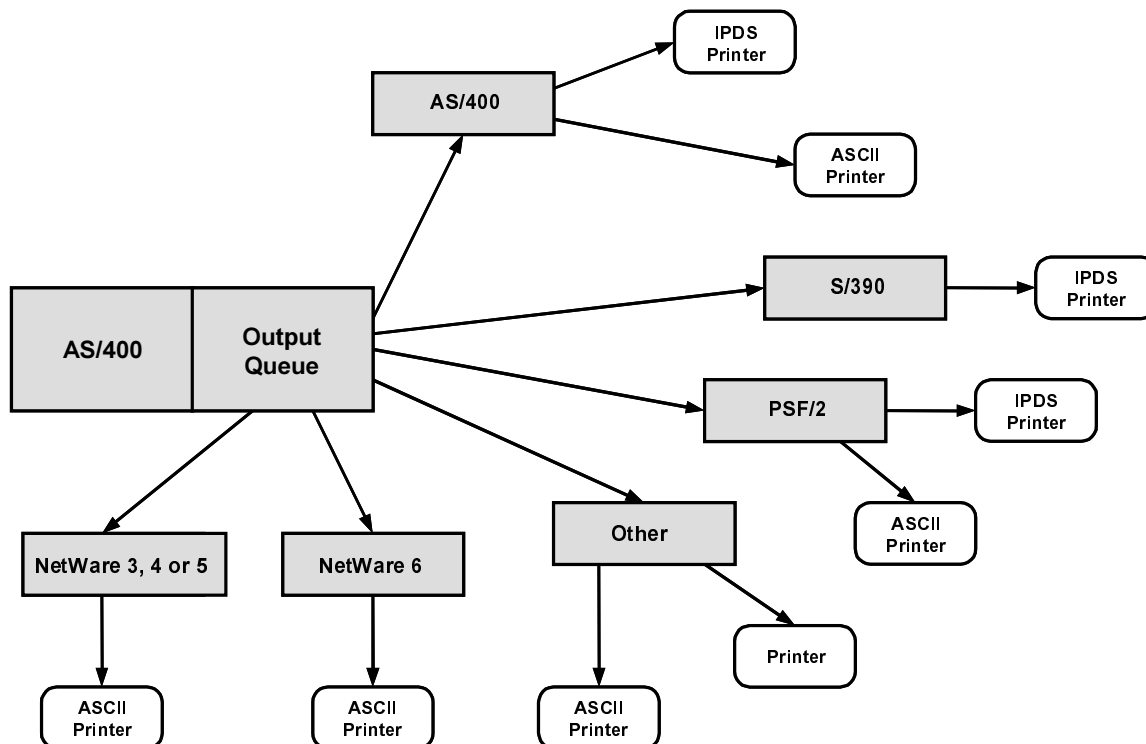 IPDS
Printer
AS/400
ASCII
Printer
S/390
IPDS
Printer
AS/400
Output
Queue
PSF/2
IPDS
Printer
ASCII
Printer
Other
NetWare 3, 4 or 5
NetWare 6
Printer
ASCII
Printer
ASCII
Printer
ASCII
Printer